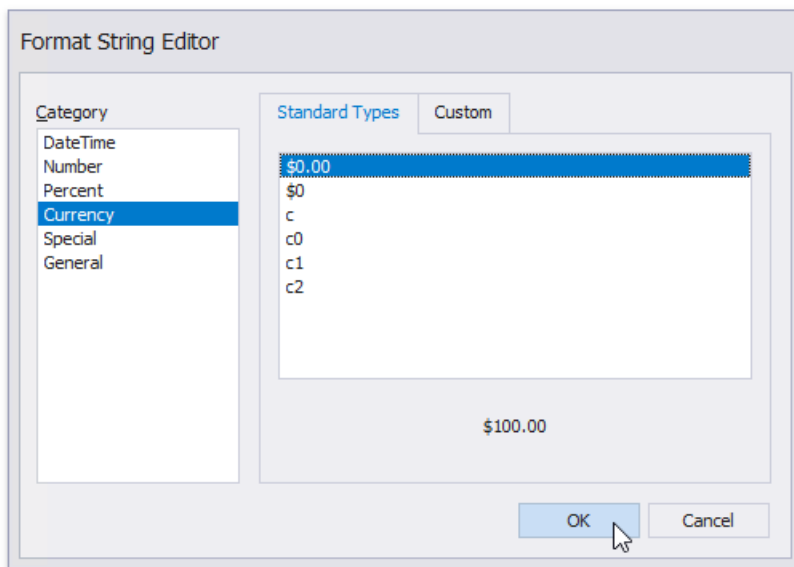 Format String Editor
Category
DateTime
Number
Percent
Currency
Special
General
Standard Types
Custom
$0.00
$0
c
c0
c1
c2
$100.00
OK
Cancel